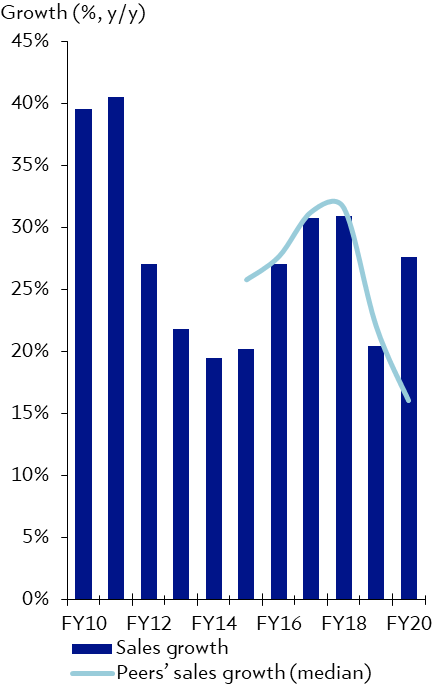 Growth (%, y/y)
45%
40%
35%
30%
25%
20%
15%
10%
5%
0%
FY10 FY12 FY14 FY16 FY18 FY20
Sales growth
Peers’ sales growth (median)